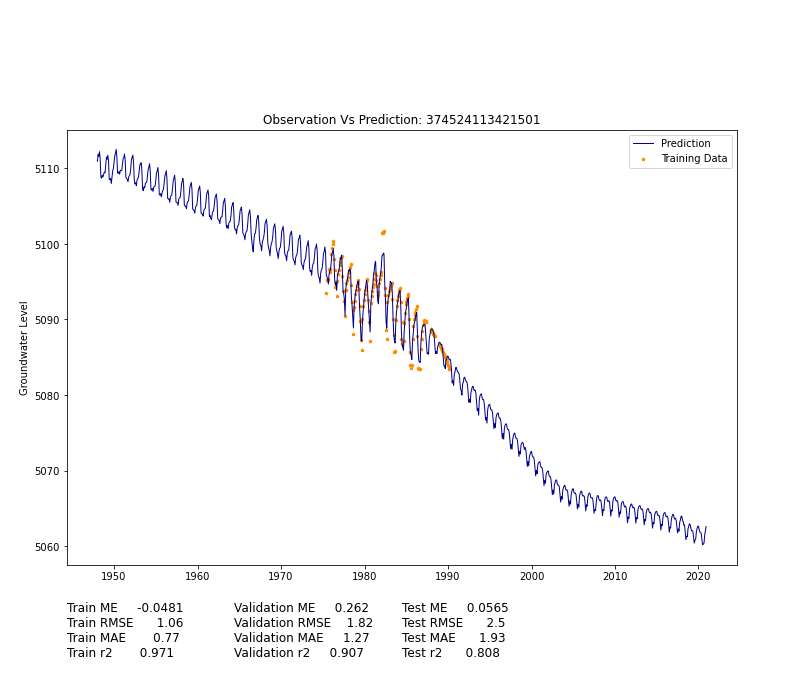 Observation Vs Prediction: 374524113421501
Prediction
Training Data
5110
5100
5090
5080
5070
5060
Groundwater Level
1950 1960 1970 1980 1990 2000 2010 2020
Train ME -0.0481 Validation ME 0.262 Test ME 0.0565
Train RMSE 1.06 Validation RMSE 1.82 Test RMSE 2.5
Train MAE 0.77 Validation MAE 1.27 Test MAE 1.93
Train r2 0.971 Validation r2 0.907 Test r2 0.808